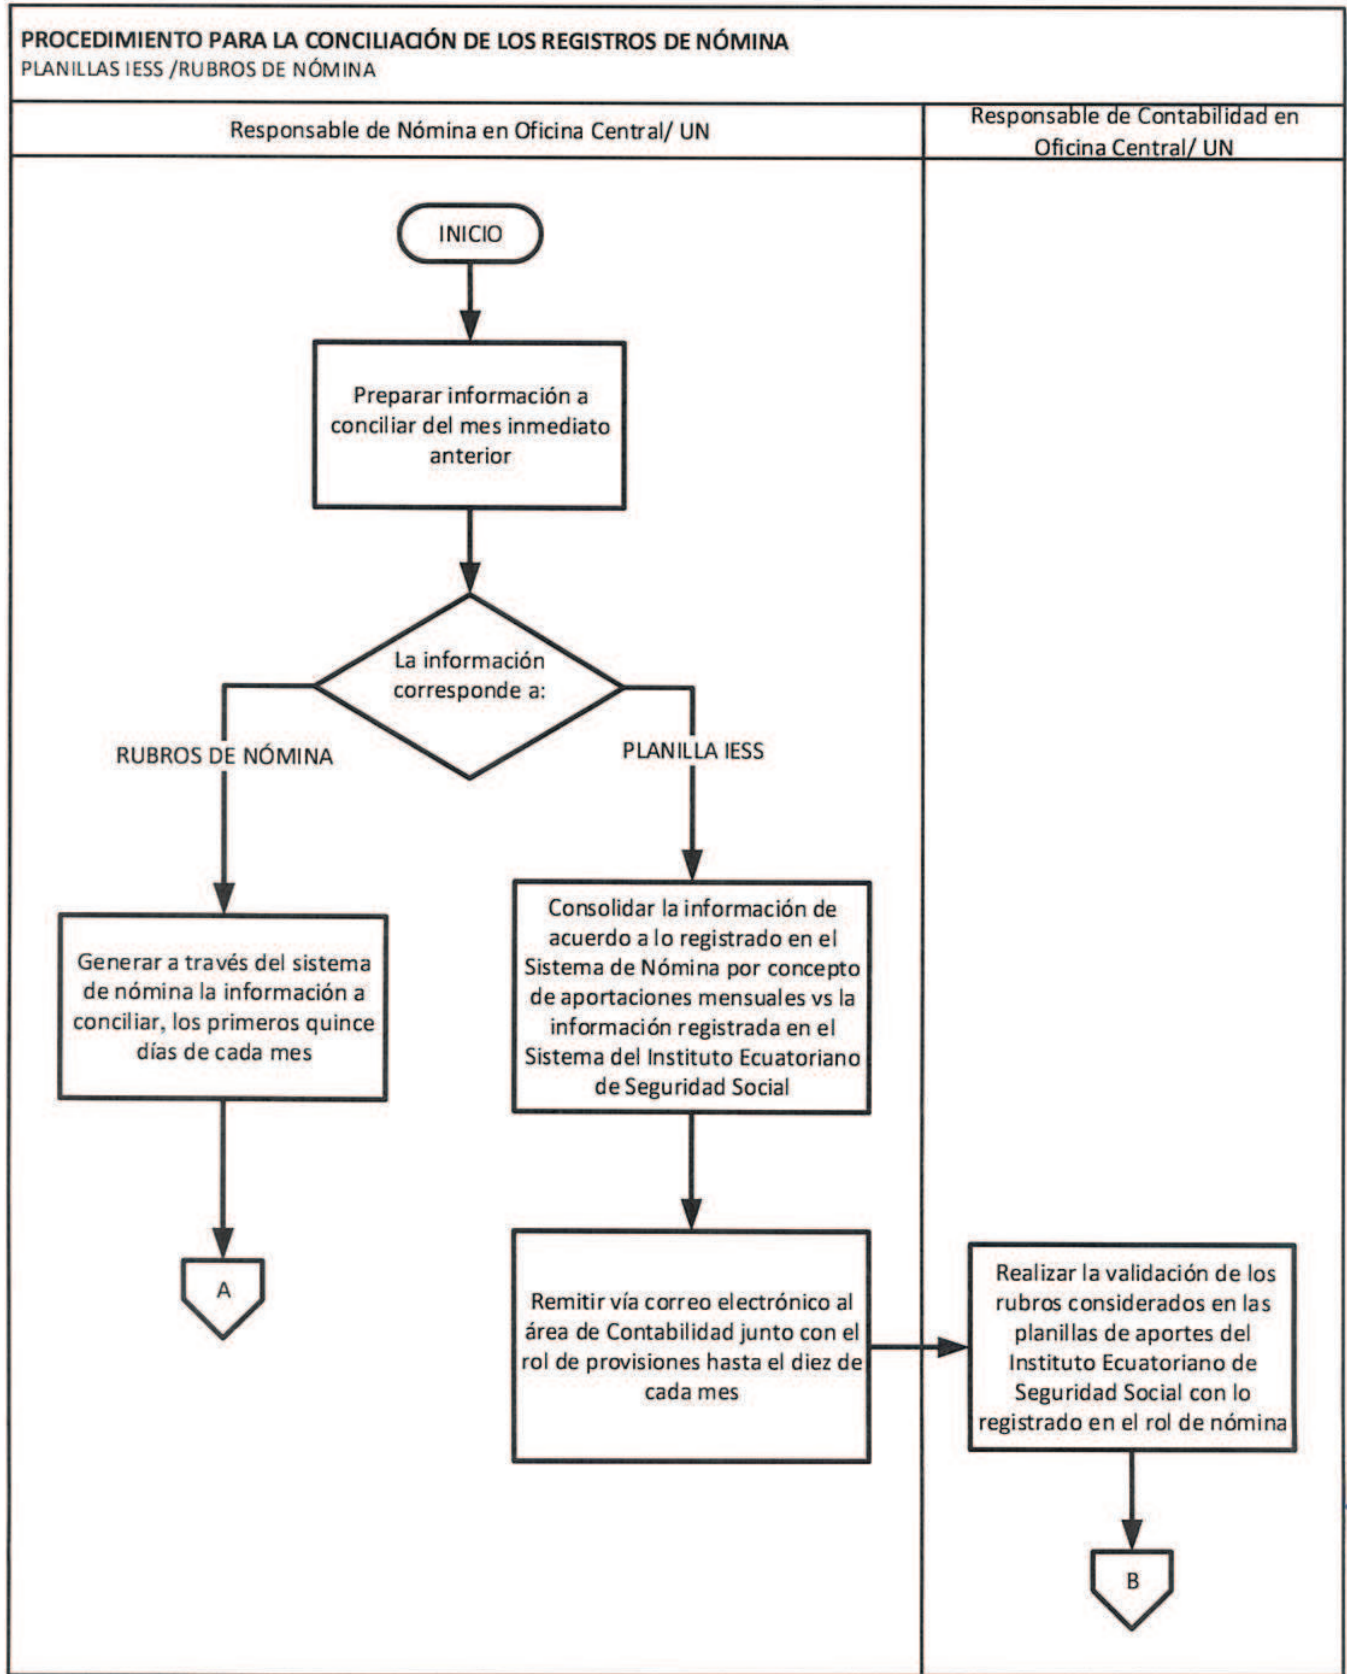 PROCEDIMIENTO PARA LA CONCILIACIÓN DE LOS REGISTROS DE NÓMINA
PLANILLAS IESS /RUBROS DE NÓMINA
Responsable de Nómina en Oficina Central/ UN
Responsable de Contabilidad en
Oficina Central/ UN
INICIO
Preparar información a
conciliar del mes inmediato
anterior
La información
corresponde a:
RUBROS DE NÓMINA
PLANILLA IESS
Generar a través del sistema
de nómina la información a
conciliar, los primeros quince
días de cada mes
Consolidar la información de
acuerdo a lo registrado en el
Sistema de Nómina por concepto
de aportaciones mensuales vs la
información registrada en el
Sistema del Instituto Ecuatoriano
de Seguridad Social
A
Remitir vía correo electrónico al
área de Contabilidad junto con el
rol de provisiones hasta el diez de
cada mes
Realizar la validación de los
rubros considerados en las
planillas de aportes del
Instituto Ecuatoriano de
Seguridad Social con lo
registrado en el rol de nómina
B